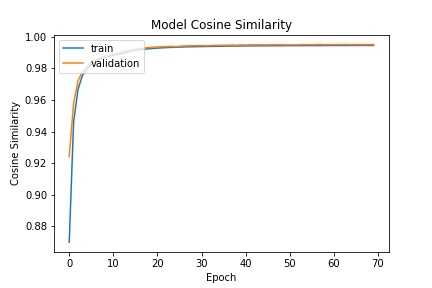 Model Cosine Similarity
1.00
0.98
0.96
0.94
0.92
0.90
0.88
Cosine Similarity
train
validation
0 10 20 30 40 50 60 70
Epoch